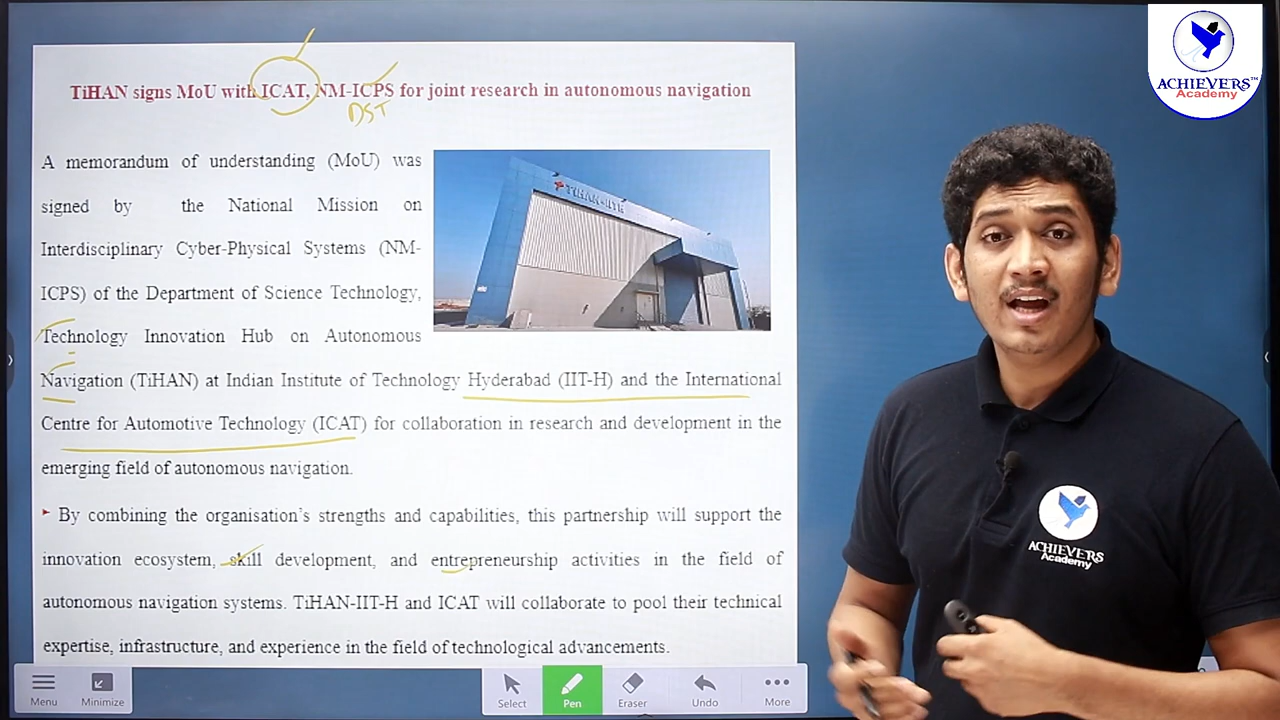 TiHAN signs MoU with ICAT, NM-ICPS for joint research in autonomous navigation
DST
A memorandum of understanding (MoU) was
signed by the National Mission on
Interdisciplinary Cyber-Physical Systems (NM-
ICPS) of the Department of Science Technology,
Technology Innovation Hub on Autonomous
Navigation (TiHAN) at Indian Institute of Technology Hyderabad (IIT-H) and the International
Centre for Automotive Technology (ICAT) for collaboration in research and development in the
emerging field of autonomous navigation.
By combining the organisation's strengths and capabilities, this partnership will support the
innovation ecosystem, skill development, and entrepreneurship activities in the field of
autonomous navigation systems. TiHAN-IIT-H and ICAT will collaborate to pool their technical
expertise, infrastructure, and experience in the field of technological advancements.
TiHAN-IITH
Menu
Minimize
Select
Pen
Eraser
Undo
More
ACHIEVERS™
Academy
ACHIEVERS
Academy